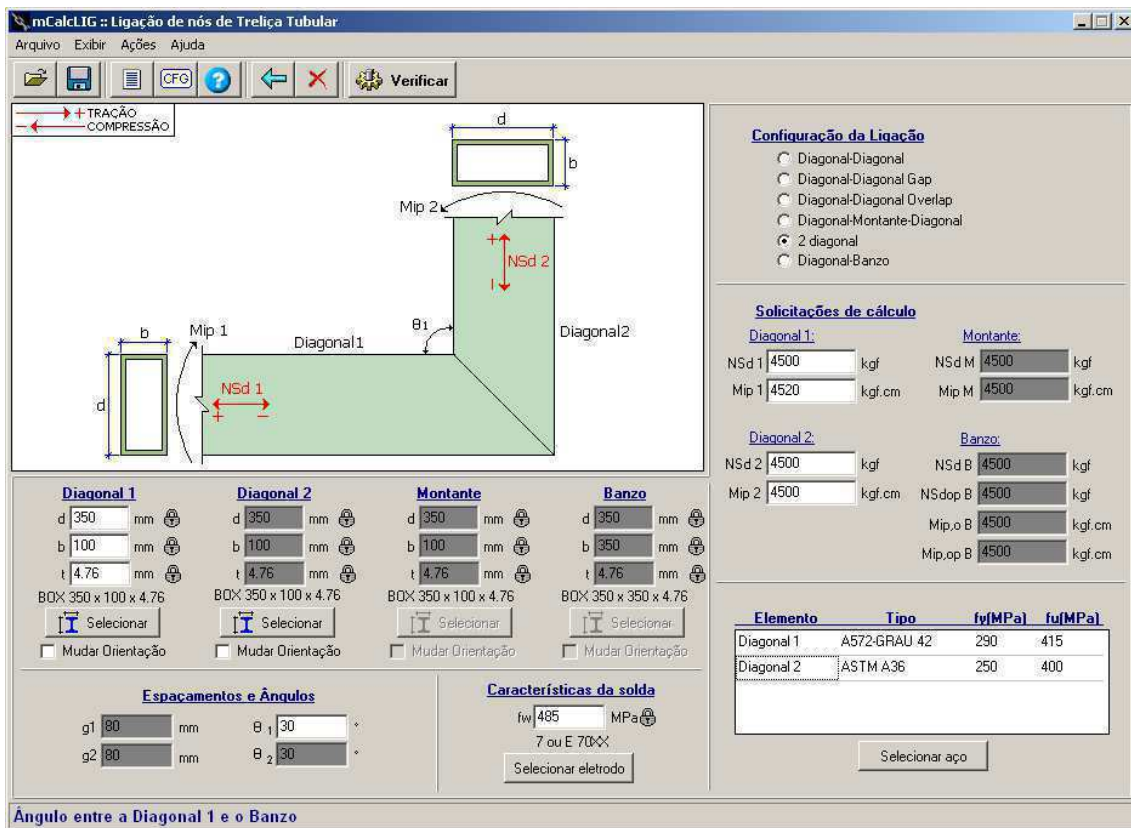 mCalcLIG :: Ligação de nós de Treliça Tubular
Arquivo Exibir Ações Ajuda
CFG ? Verificar
+ TRAÇÃO
− COMPRESSÃO
d
b
Mip 2
+
NSd 2
−
θ1
Diagonal1
Diagonal2
b
Mip 1
d
NSd 1
+ −
Configuração da Ligação
Diagonal-Diagonal
Diagonal-Diagonal Gap
Diagonal-Diagonal Overlap
Diagonal-Montante-Diagonal
2 diagonal
Diagonal-Banzo
Solicitações de cálculo
Diagonal 1: Montante:
NSd 1 4500 kgf NSd M 4500 kgf
Mip 1 4520 kgf.cm Mip M 4500 kgf.cm
Diagonal 2: Banzo:
NSd 2 4500 kgf NSd B 4500 kgf
Mip 2 4500 kgf.cm NSdop B 4500 kgf
Mip,o B 4500 kgf.cm
Mip,op B 4500 kgf.cm
Diagonal 1 Diagonal 2 Montante Banzo
d 350 mm d 350 mm d 350 mm d 350 mm
b 100 mm b 100 mm b 100 mm b 350 mm
t 4.76 mm t 4.76 mm t 4.76 mm t 4.76 mm
BOX 350 x 100 x 4.76 BOX 350 x 100 x 4.76 BOX 350 x 100 x 4.76 BOX 350 x 350 x 4.76
Selecionar Selecionar Selecionar Selecionar
Mudar Orientação Mudar Orientação Mudar Orientação Mudar Orientação
Elemento Tipo fy(MPa) fu(MPa)
Diagonal 1 A572-GRAU 42 290 415
Diagonal 2 ASTM A36 250 400
Selecionar aço
Espaçamentos e Ângulos
g1 80 mm θ 1 30 °
g2 80 mm θ 2 30 °
Características da solda
fw 485 MPa
7 ou E 70XX
Selecionar eletrodo
Ângulo entre a Diagonal 1 e o Banzo